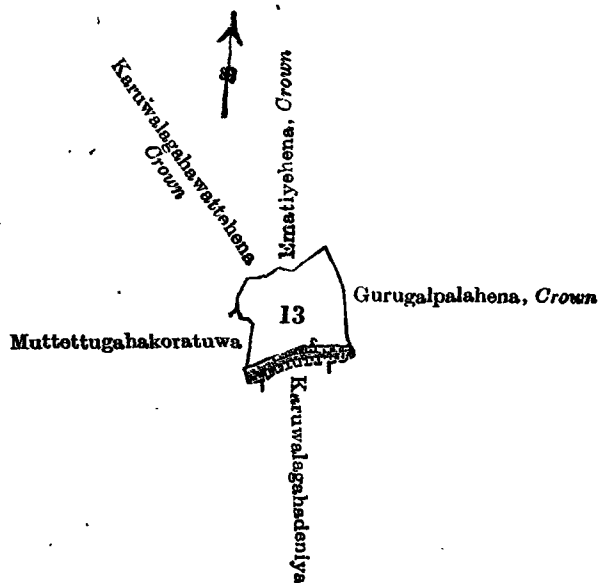 Karuwalagahawattehena
Crown
Ematiyehena, Crown
Gurugalpalahena, Crown
13
Muttettugahakoratuwa
Karuwalagahadeniya